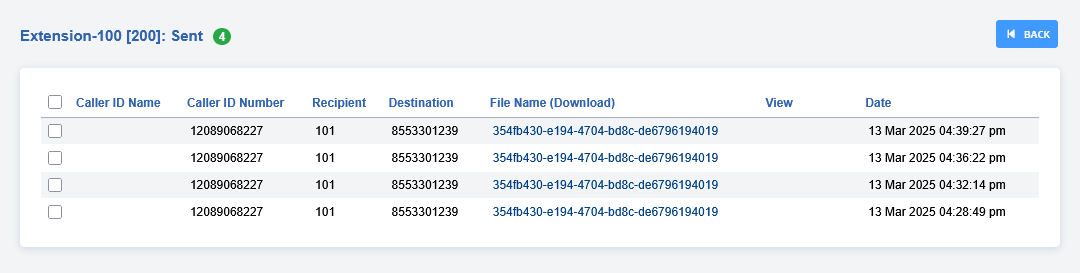 Extension-100 [200]: Sent 4
BACK
Caller ID Name Caller ID Number Recipient Destination File Name (Download) View Date
12089068227 101 8553301239 354fb430-e194-4704-bd8c-de6796194019 13 Mar 2025 04:39:27 pm
12089068227 101 8553301239 354fb430-e194-4704-bd8c-de6796194019 13 Mar 2025 04:36:22 pm
12089068227 101 8553301239 354fb430-e194-4704-bd8c-de6796194019 13 Mar 2025 04:32:14 pm
12089068227 101 8553301239 354fb430-e194-4704-bd8c-de6796194019 13 Mar 2025 04:28:49 pm